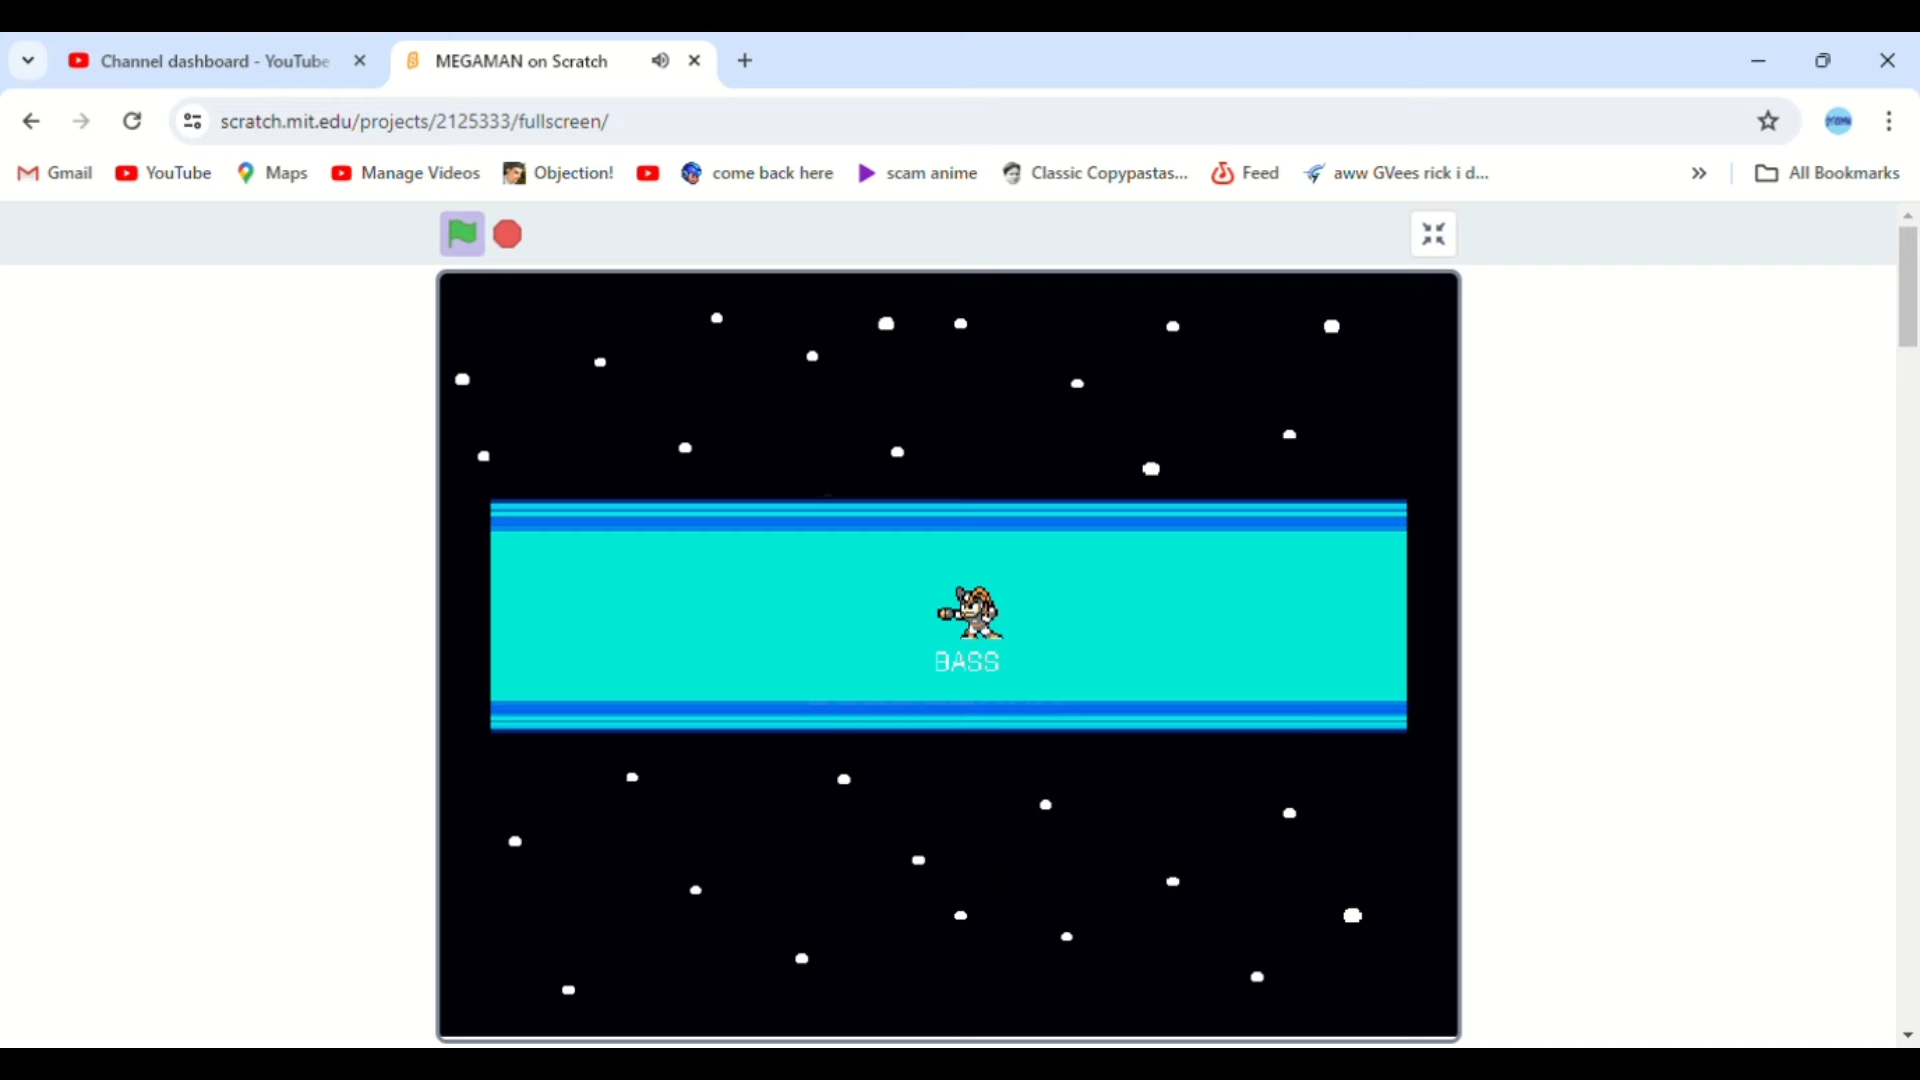 Channel dashboard - YouTube
MEGAMAN on Scratch
scratch.mit.edu/projects/2125333/fullscreen/
Gmail
YouTube
Maps
Manage Videos
Objection!
come back here
scam anime
Classic Copypastas...
Feed
aww GVees rick i d...
All Bookmarks
BASS